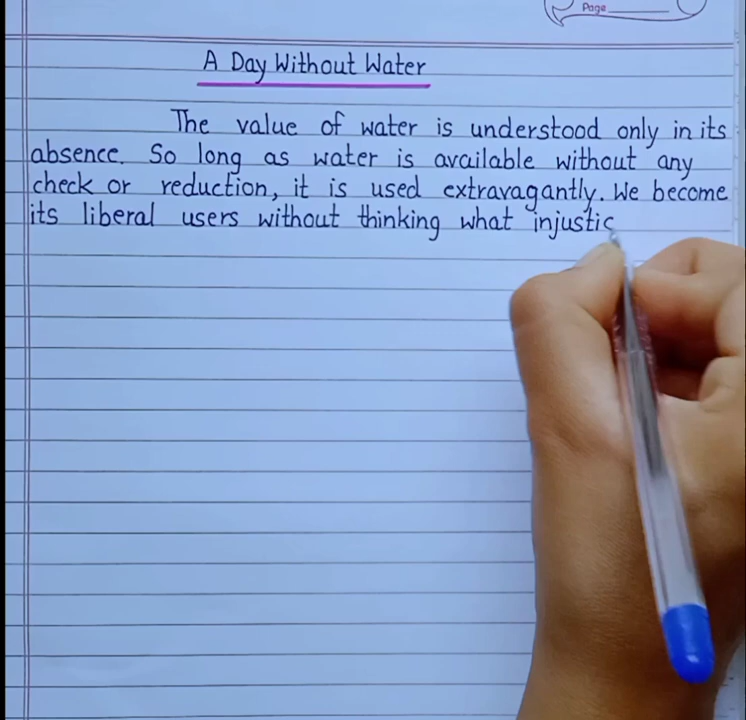 Page
A Day Without Water
The value of water is understood only in its
absence. So long as water is available without any
check or reduction, it is used extravagantly. We become
its liberal users without thinking what injustic